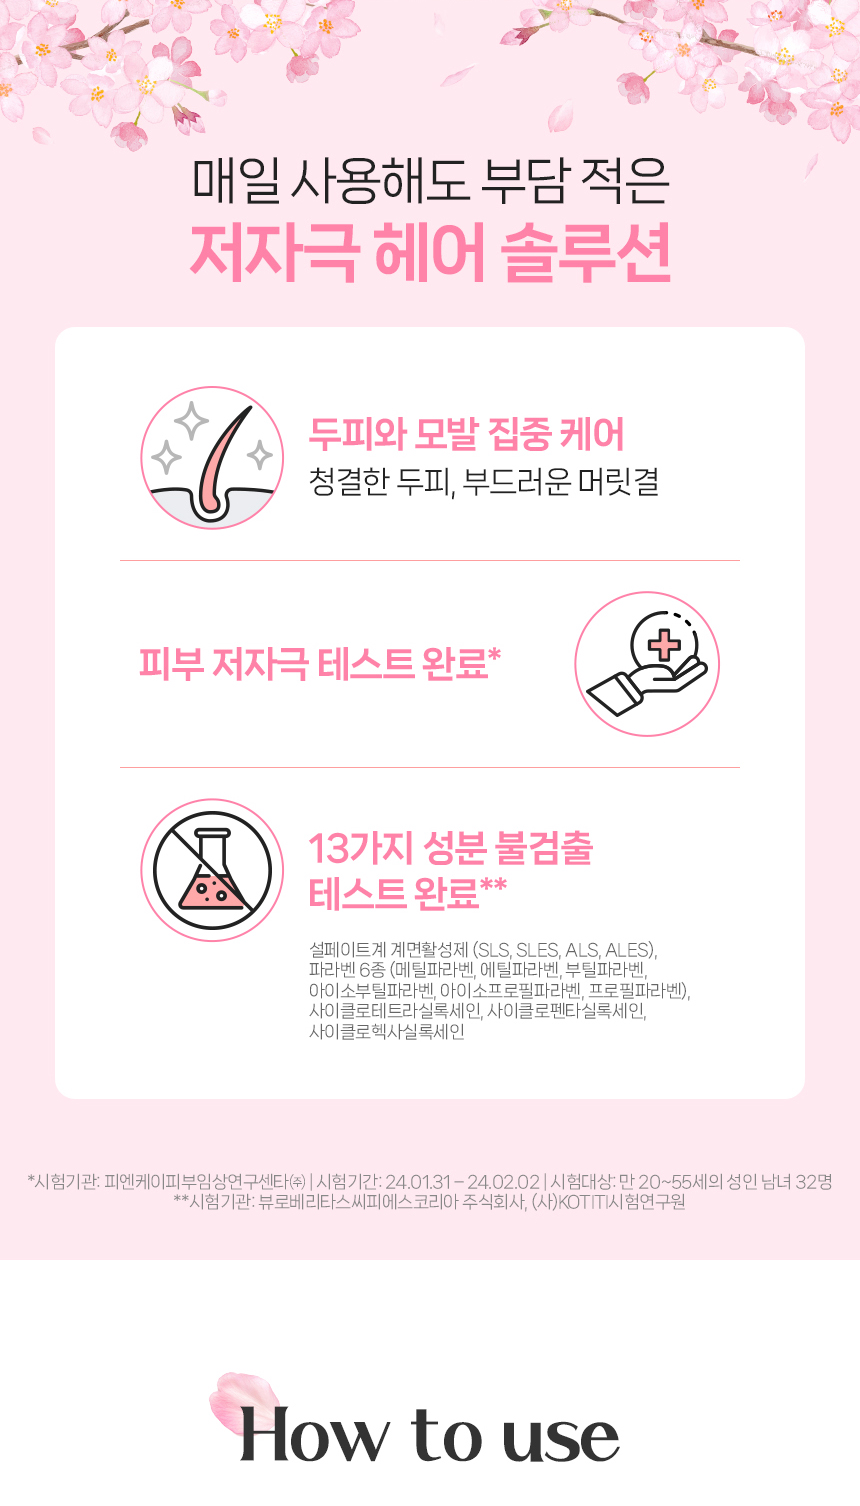 매일 사용해도 부담 적은
저자극 헤어 솔루션
두피와 모발 집중 케어
청결한 두피, 부드러운 머릿결
피부 저자극 테스트 완료*
13가지 성분 불검출
테스트 완료**
설페이트계 계면활성제 (SLS, SLES, ALS, ALES),
파라벤 6종 (메틸파라벤, 에틸파라벤, 부틸파라벤,
아이소부틸파라벤, 아이소프로필파라벤, 프로필파라벤),
사이클로테트라실록세인, 사이클로펜타실록세인,
사이클로헥사실록세인
*시험기관: 피엔케이피부임상연구센타㈜ | 시험기간: 24.01.31 – 24.02.02 | 시험대상: 만 20~55세의 성인 남녀 32명
**시험기관: 뷰로베리타스씨피에스코리아 주식회사, (사)KOTITI시험연구원
How to use